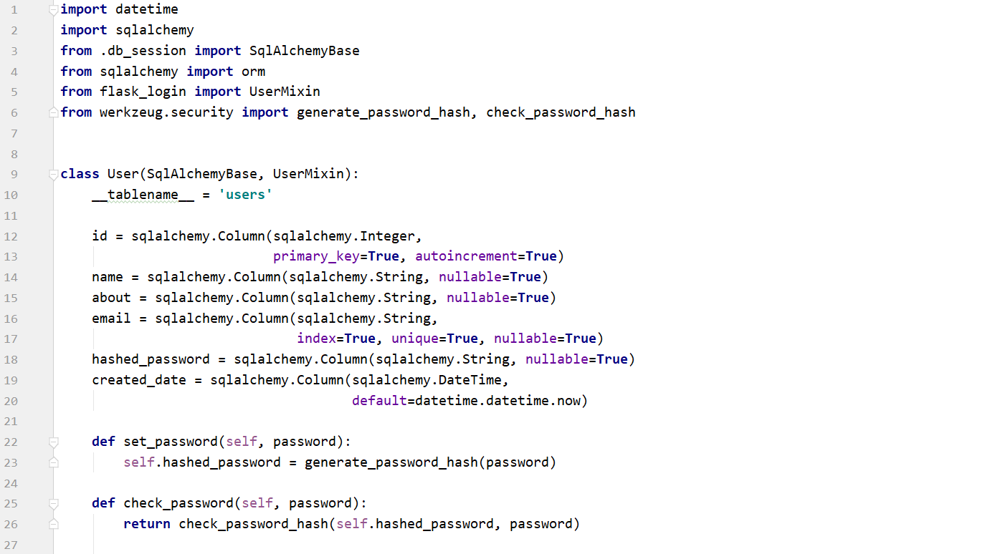 1 import datetime
2 import sqlalchemy
3 from .db_session import SqlAlchemyBase
4 from sqlalchemy import orm
5 from flask_login import UserMixin
6 from werkzeug.security import generate_password_hash, check_password_hash
7
8
9 class User(SqlAlchemyBase, UserMixin):
10     __tablename__ = 'users'
11
12     id = sqlalchemy.Column(sqlalchemy.Integer,
13                            primary_key=True, autoincrement=True)
14     name = sqlalchemy.Column(sqlalchemy.String, nullable=True)
15     about = sqlalchemy.Column(sqlalchemy.String, nullable=True)
16     email = sqlalchemy.Column(sqlalchemy.String,
17                               index=True, unique=True, nullable=True)
18     hashed_password = sqlalchemy.Column(sqlalchemy.String, nullable=True)
19     created_date = sqlalchemy.Column(sqlalchemy.DateTime,
20                                      default=datetime.datetime.now)
21
22     def set_password(self, password):
23         self.hashed_password = generate_password_hash(password)
24
25     def check_password(self, password):
26         return check_password_hash(self.hashed_password, password)
27